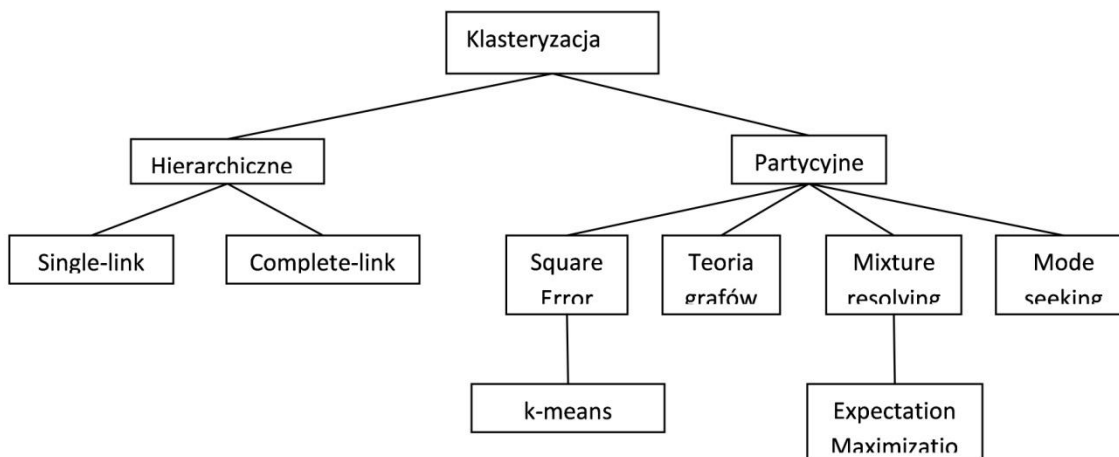 Klasteryzacja
Hierarchiczne
Partycyjne
Single-link
Complete-link
Square
Error
Teoria
grafów
Mixture
resolving
Mode
seeking
k-means
Expectation
Maximizatio